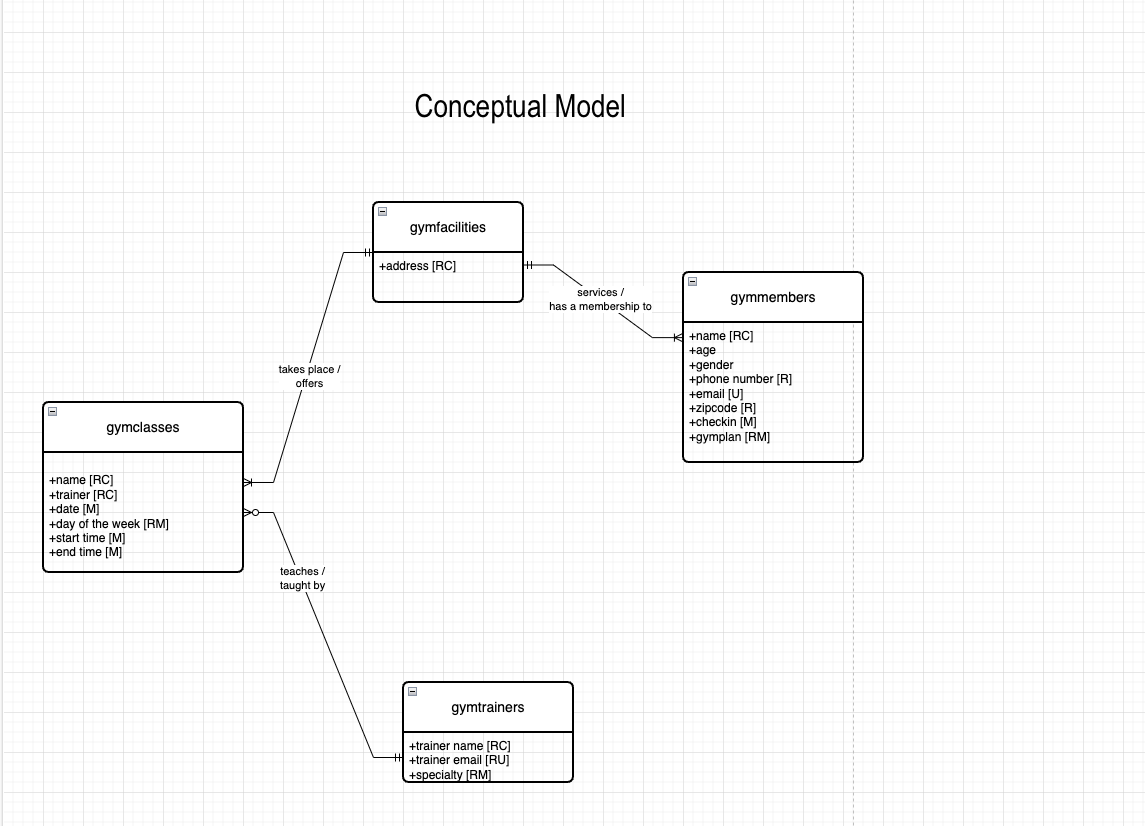 Conceptual Model
gymfacilities
+address [RC]
services /
has a membership to
gymmembers
+name [RC]
+age
+gender
+phone number [R]
+email [U]
+zipcode [R]
+checkin [M]
+gymplan [RM]
takes place /
offers
gymclasses
+name [RC]
+trainer [RC]
+date [M]
+day of the week [RM]
+start time [M]
+end time [M]
teaches /
taught by
gymtrainers
+trainer name [RC]
+trainer email [RU]
+specialty [RM]